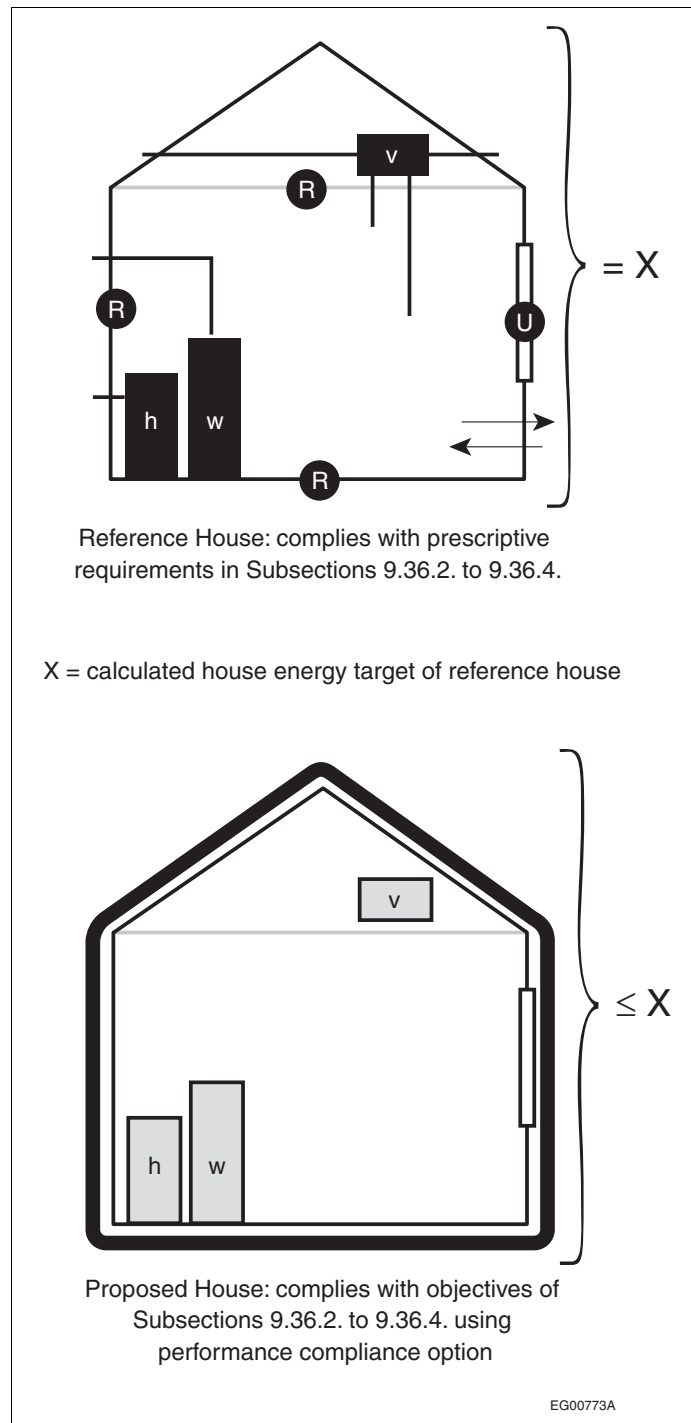 v
R
= X
R
U
h
w
R
Reference House: complies with prescriptive
requirements in Subsections 9.36.2. to 9.36.4.
X = calculated house energy target of reference house
v
≤ X
h
w
Proposed House: complies with objectives of
Subsections 9.36.2. to 9.36.4. using
performance compliance option
EG00773A